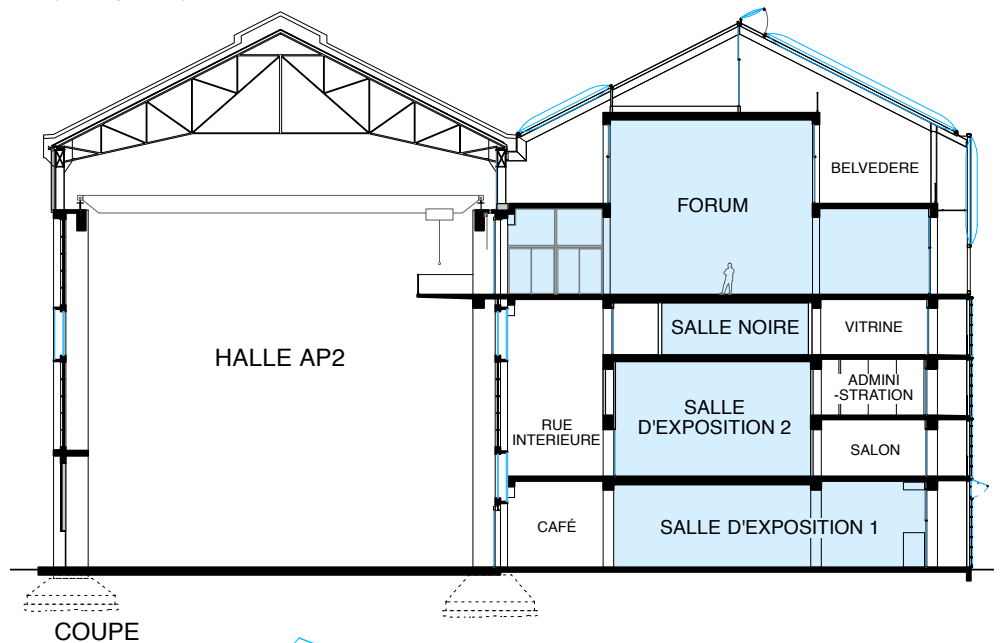 BELVEDERE
FORUM
SALLE NOIRE
VITRINE
HALLE AP2
ADMINI
-STRATION
SALLE
D'EXPOSITION 2
RUE
INTERIEURE
SALON
CAFÉ
SALLE D'EXPOSITION 1
COUPE